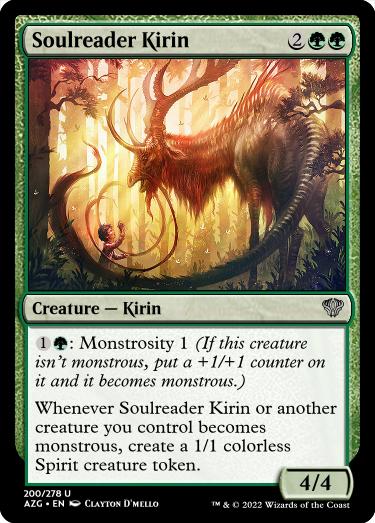 Soulreader Kirin 2
Creature — Kirin
1 : Monstrosity 1 (If this creature
isn't monstrous, put a +1/+1 counter on
it and it becomes monstrous.)
Whenever Soulreader Kirin or another
creature you control becomes
monstrous, create a 1/1 colorless
Spirit creature token.
4/4
200/278 U
AZG • EN CLAYTON D'MELLO ™ & © 2022 Wizards of the Coast